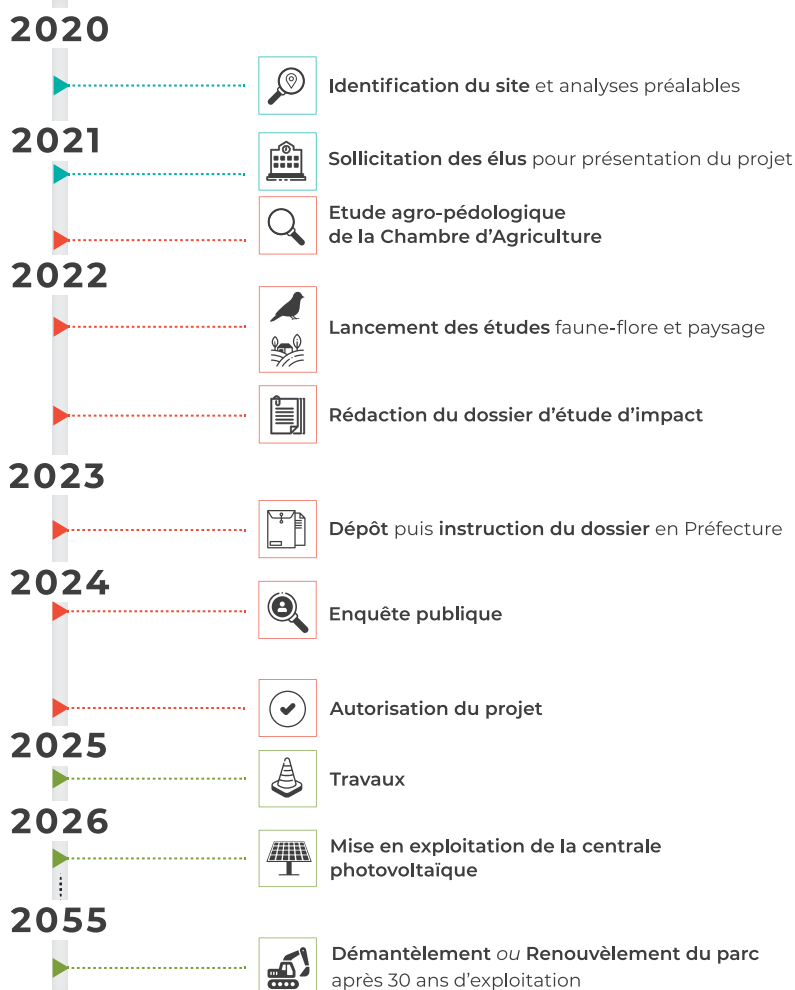 2020
Identification du site et analyses préalables
2021
Sollicitation des élus pour présentation du projet
Etude agro-pédologique
de la Chambre d'Agriculture
2022
Lancement des études faune-flore et paysage
Rédaction du dossier d'étude d'impact
2023
Dépôt puis instruction du dossier en Préfecture
2024
Enquête publique
Autorisation du projet
2025
Travaux
2026
Mise en exploitation de la centrale
photovoltaïque
2055
Démantèlement ou Renouvèlement du parc
après 30 ans d'exploitation